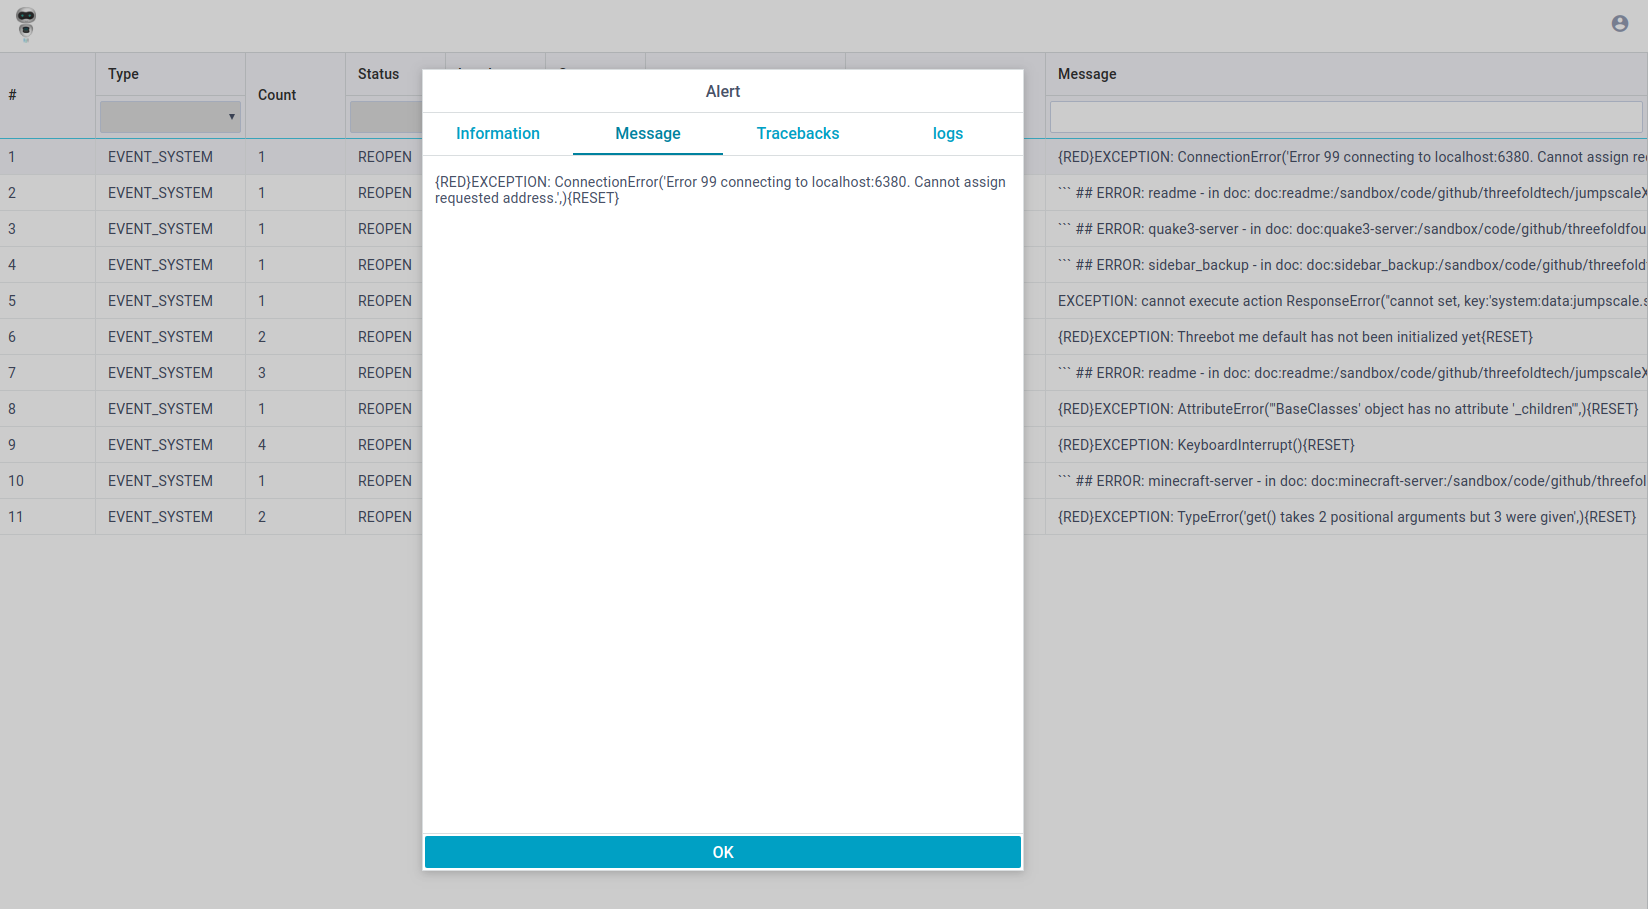 # Type Count Status Message
Alert
Information Message Tracebacks logs
{RED}EXCEPTION: ConnectionError('Error 99 connecting to localhost:6380. Cannot assign
requested address.',){RESET}
OK
1 EVENT_SYSTEM 1 REOPEN {RED}EXCEPTION: ConnectionError('Error 99 connecting to localhost:6380. Cannot assign re
2 EVENT_SYSTEM 1 REOPEN ``` ## ERROR: readme - in doc: doc:readme:/sandbox/code/github/threefoldtech/jumpscaleX
3 EVENT_SYSTEM 1 REOPEN ``` ## ERROR: quake3-server - in doc: doc:quake3-server:/sandbox/code/github/threefoldfou
4 EVENT_SYSTEM 1 REOPEN ``` ## ERROR: sidebar_backup - in doc: doc:sidebar_backup:/sandbox/code/github/threefold
5 EVENT_SYSTEM 1 REOPEN EXCEPTION: cannot execute action ResponseError("cannot set, key:'system:data:jumpscale.s
6 EVENT_SYSTEM 2 REOPEN {RED}EXCEPTION: Threebot me default has not been initialized yet{RESET}
7 EVENT_SYSTEM 3 REOPEN ``` ## ERROR: readme - in doc: doc:readme:/sandbox/code/github/threefoldtech/jumpscaleX
8 EVENT_SYSTEM 1 REOPEN {RED}EXCEPTION: AttributeError("'BaseClasses' object has no attribute '_children'",){RESET}
9 EVENT_SYSTEM 4 REOPEN {RED}EXCEPTION: KeyboardInterrupt(){RESET}
10 EVENT_SYSTEM 1 REOPEN ``` ## ERROR: minecraft-server - in doc: doc:minecraft-server:/sandbox/code/github/threefol
11 EVENT_SYSTEM 2 REOPEN {RED}EXCEPTION: TypeError('get() takes 2 positional arguments but 3 were given',){RESET}